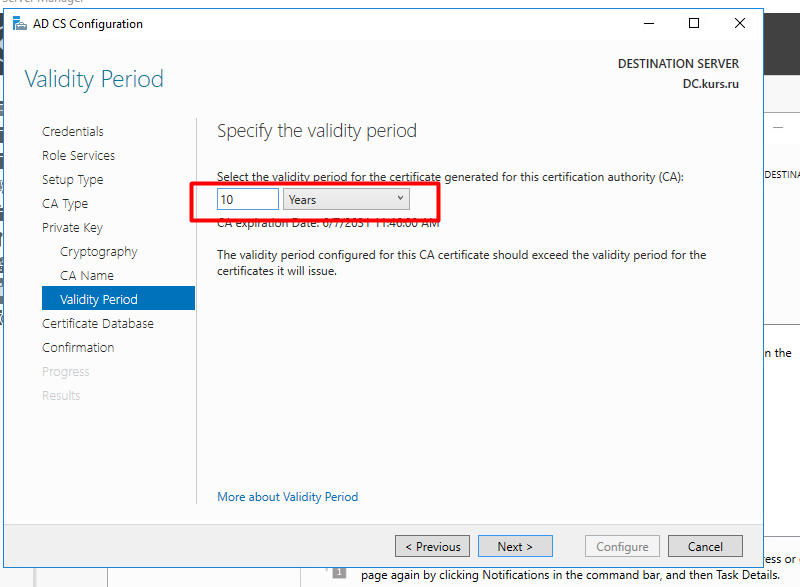 Server Manager
AD CS Configuration
DESTINATION SERVER
DC.kurs.ru
Validity Period
Credentials
Role Services
Setup Type
CA Type
Private Key
Cryptography
CA Name
Validity Period
Certificate Database
Confirmation
Progress
Results
Specify the validity period
Select the validity period for the certificate generated for this certification authority (CA):
10 Years
CA expiration Date: 6/7/2031 11:46:00 AM
The validity period configured for this CA certificate should exceed the validity period for the
certificates it will issue.
More about Validity Period
< Previous Next > Configure Cancel
DESTINA
n the
ress or
1
page again by clicking Notifications in the command bar, and then Task Details.